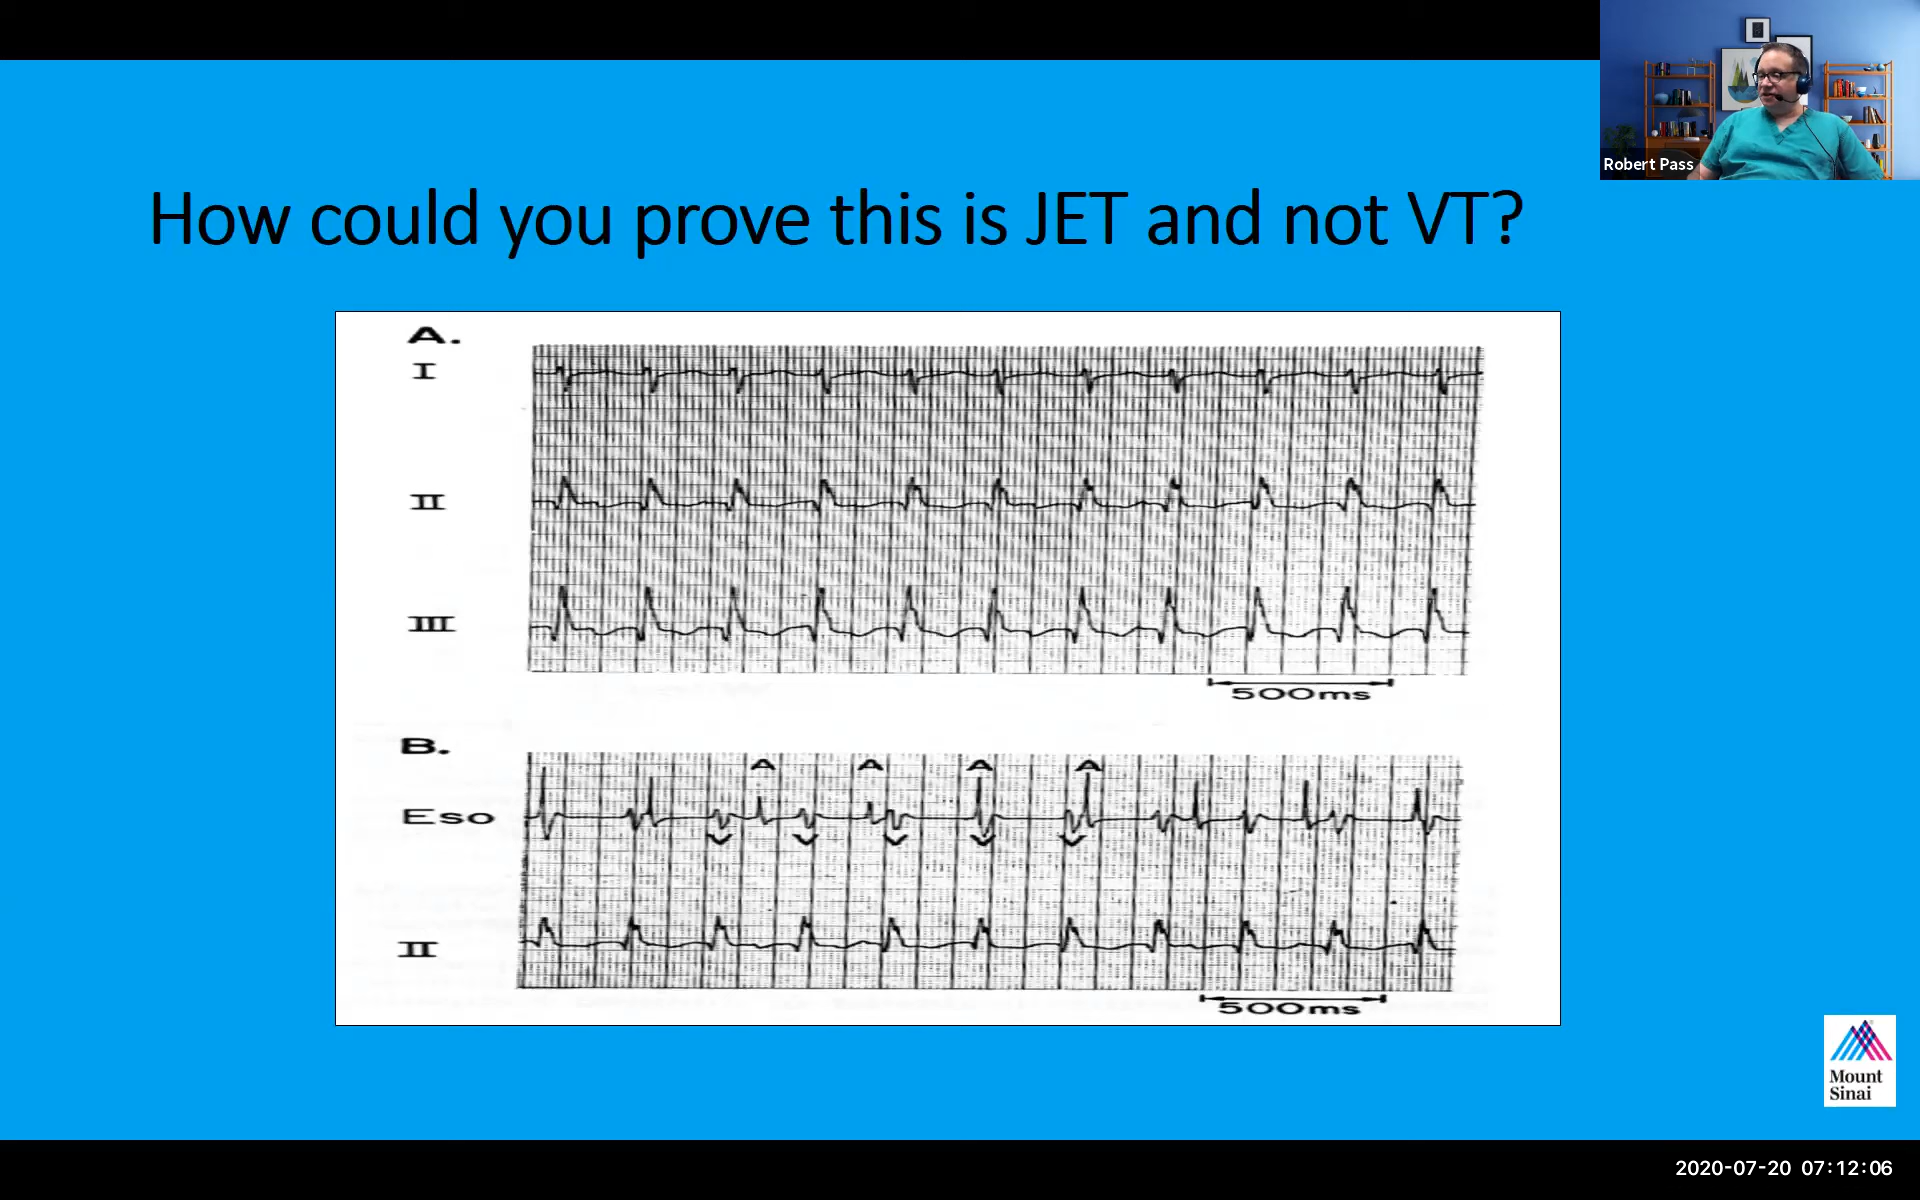 Robert Pass
How could you prove this is JET and not VT?
A.
I
II
III
500ms
B.
A A A A
Eso
V V V V V
II
500ms
Mount
Sinai
2020-07-20 07:12:06